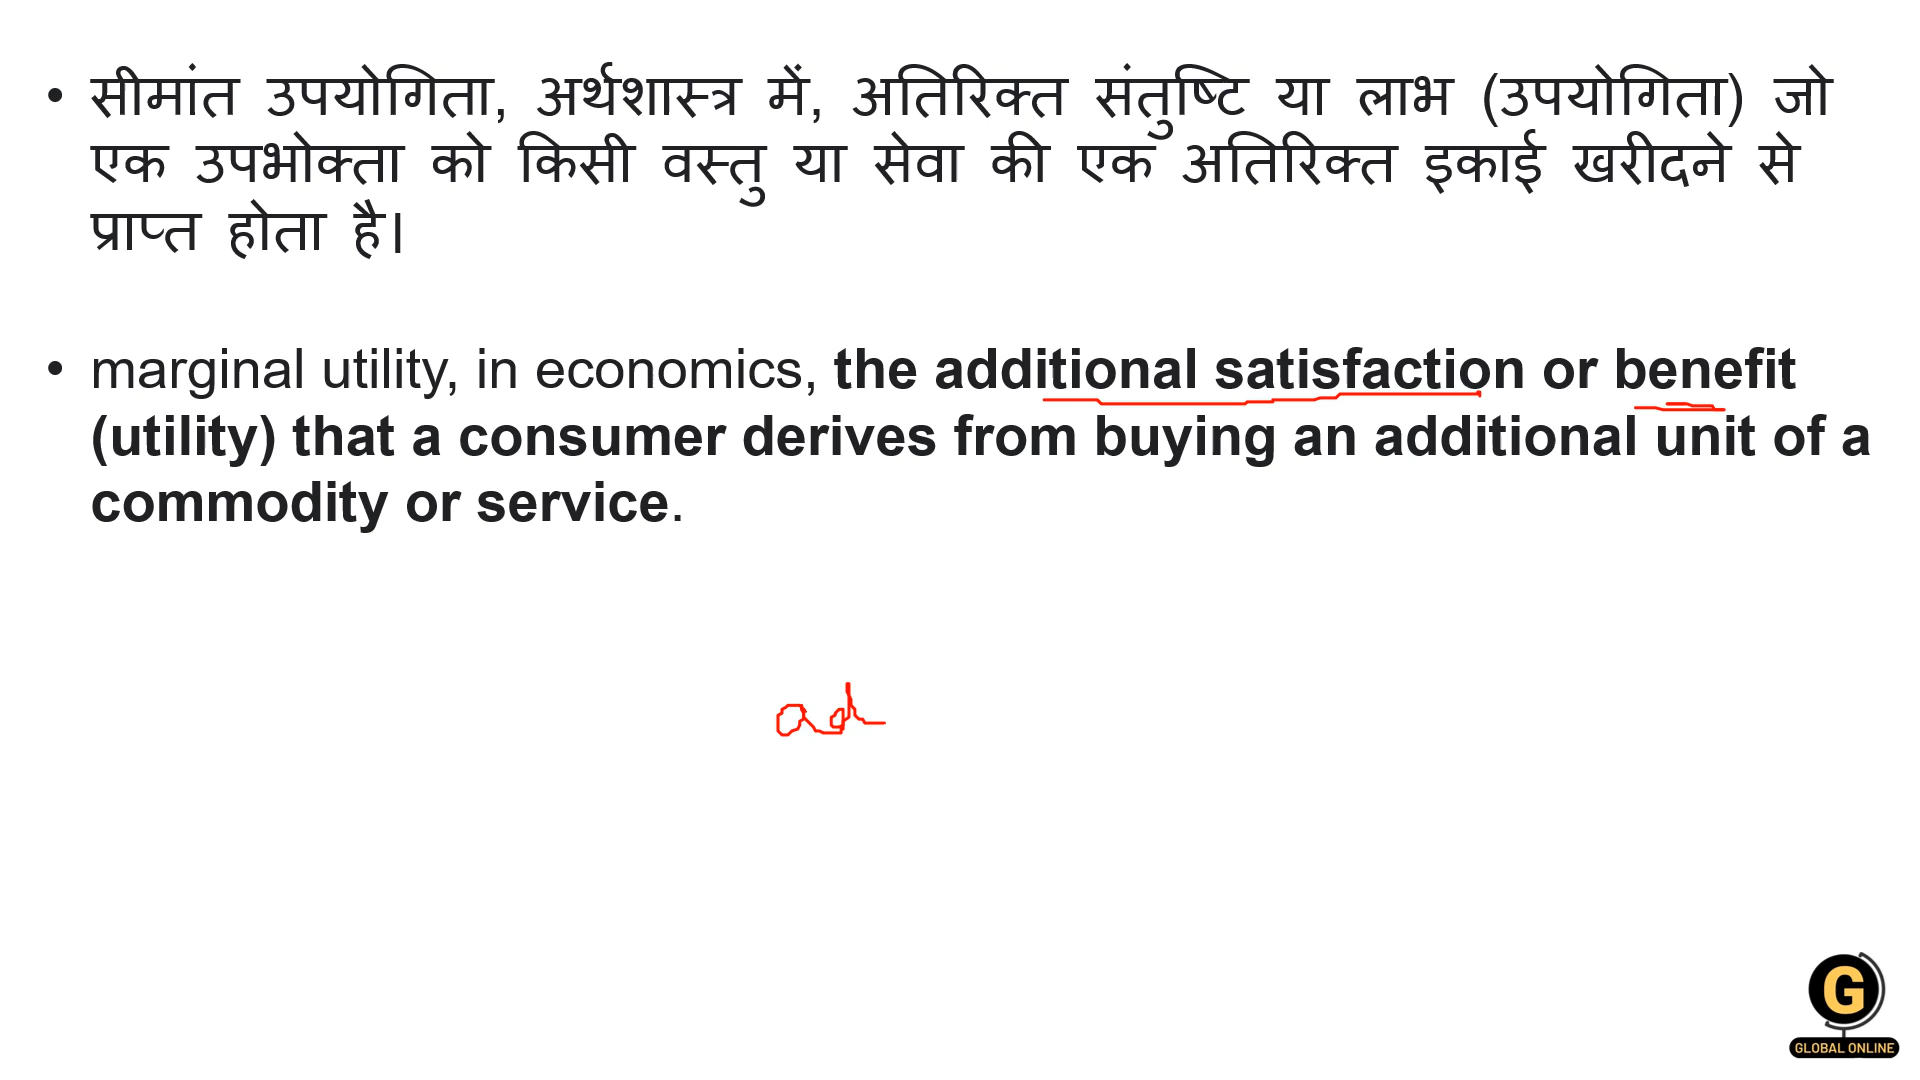 • सीमांत उपयोगिता, अर्थशास्त्र में, अतिरिक्त संतुष्टि या लाभ (उपयोगिता) जो
एक उपभोक्ता को किसी वस्तु या सेवा की एक अतिरिक्त इकाई खरीदने से
प्राप्त होता है।
• marginal utility, in economics, the additional satisfaction or benefit
(utility) that a consumer derives from buying an additional unit of a
commodity or service.
ad
G
GLOBAL ONLINE